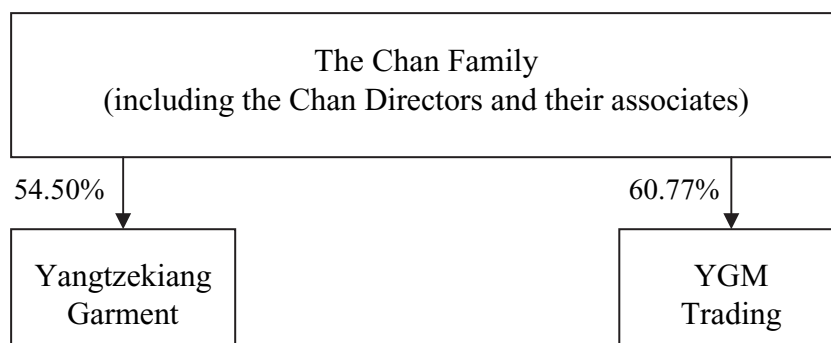 The Chan Family
(including the Chan Directors and their associates)
54.50%
60.77%
Yangtzekiang
Garment
YGM
Trading